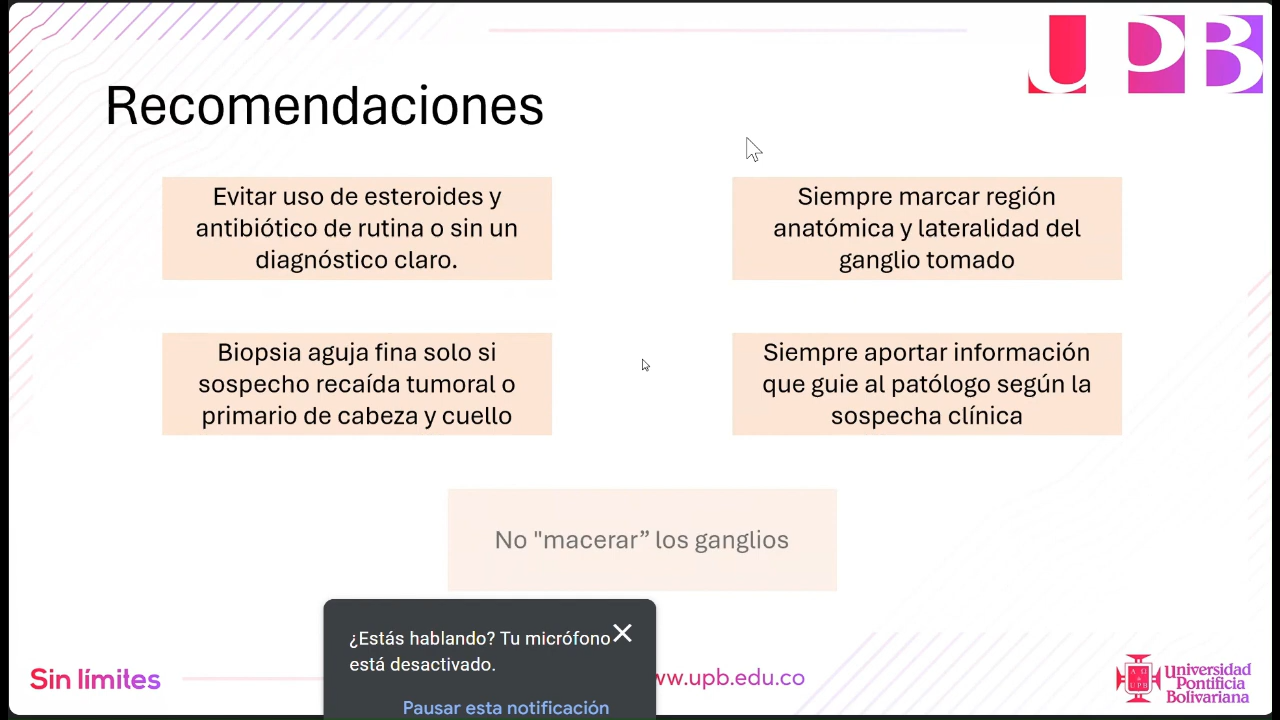 UPB
Recomendaciones
Evitar uso de esteroides y
antibiótico de rutina o sin un
diagnóstico claro.
Siempre marcar región
anatómica y lateralidad del
ganglio tomado
Biopsia aguja fina solo si
sospecho recaída tumoral o
primario de cabeza y cuello
Siempre aportar información
que guie al patólogo según la
sospecha clínica
No "macerar” los ganglios
¿Estás hablando? Tu micrófono
está desactivado.
Pausar esta notificación
Sin límites
ww.upb.edu.co
Universidad
Pontificia
Bolivariana